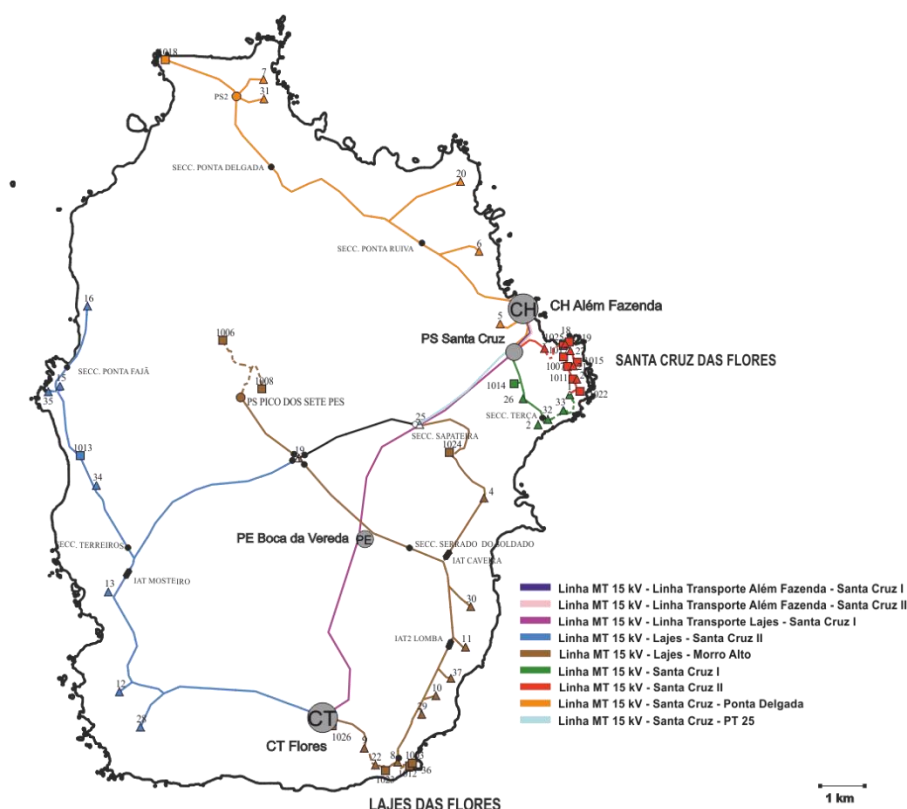 1018
7
31
PS2
SECC. PONTA DELGADA
20
SECC. PONTA RUIVA
6
CH
CH Além Fazenda
5
PS Santa Cruz
18
SANTA CRUZ DAS FLORES
1015
1011
1022
1014
26
SECC. TERÇA
33
32
2
16
SECC. PONTA FAJÃ
15
35
1006
1008
PS PICO DOS SETE PES
25
SECC. SAPATEIRA
1024
19
1013
34
4
SECC. TERREIROS
PE Boca da Vereda
PE
SECC. SERRADO DO SOLDADO
IAT CAVEIRA
IAT MOSTEIRO
13
30
IAT2 LOMBA
11
37
12
10
29
28
CT
CT Flores
1026
9
22
8
1012
36
LAJES DAS FLORES
Linha MT 15 kV - Linha Transporte Além Fazenda - Santa Cruz I
Linha MT 15 kV - Linha Transporte Além Fazenda - Santa Cruz II
Linha MT 15 kV - Linha Transporte Lajes - Santa Cruz I
Linha MT 15 kV - Lajes - Santa Cruz II
Linha MT 15 kV - Lajes - Morro Alto
Linha MT 15 kV - Santa Cruz I
Linha MT 15 kV - Santa Cruz II
Linha MT 15 kV - Santa Cruz - Ponta Delgada
Linha MT 15 kV - Santa Cruz - PT 25
1 km